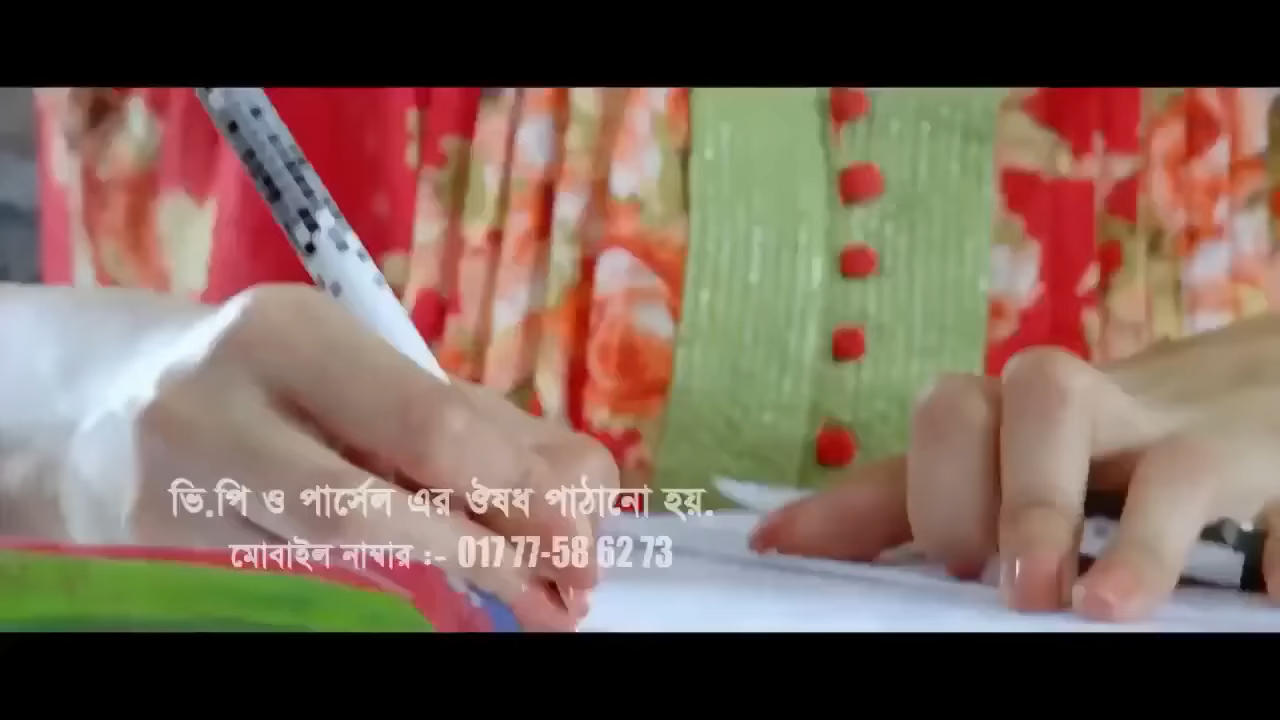 ভি.পি ও পার্সেল এর ঔষধ পাঠানো হয়.
মোবাইল নাম্বার :- 017 77-58 62 73